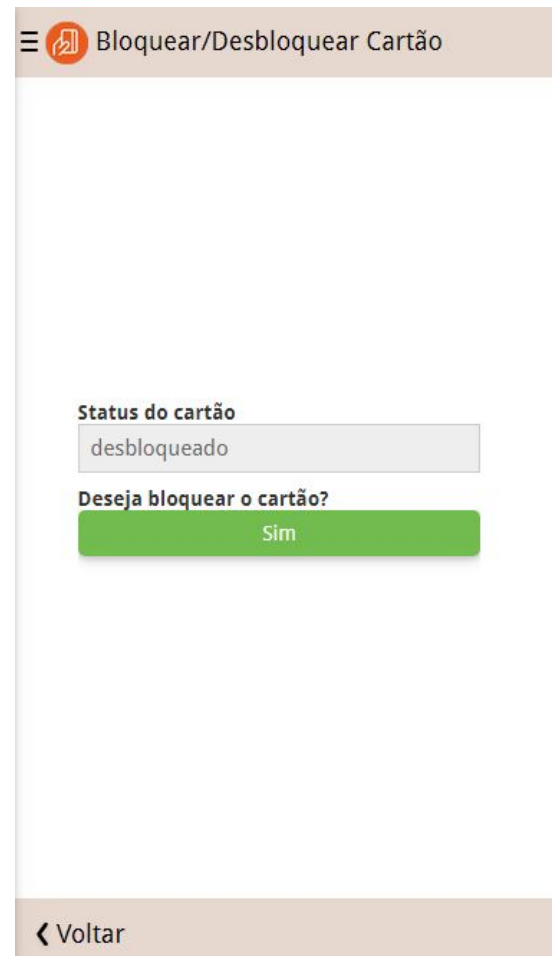 Bloquear/Desbloquear Cartão
Status do cartão
desbloqueado
Deseja bloquear o cartão?
Sim
Voltar